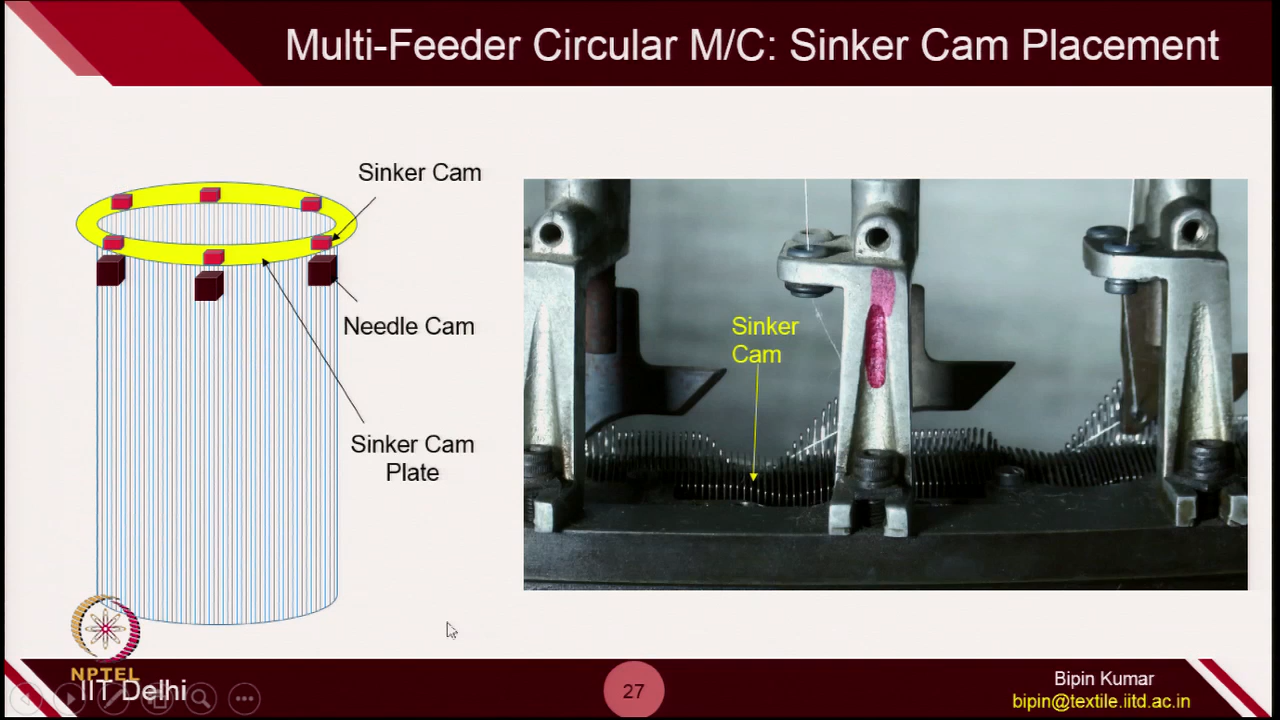 Multi-Feeder Circular M/C: Sinker Cam Placement
Sinker Cam
Needle Cam
Sinker Cam
Plate
Sinker
Cam
NPTEL
IIT Delhi
27
Bipin Kumar
bipin@textile.iitd.ac.in